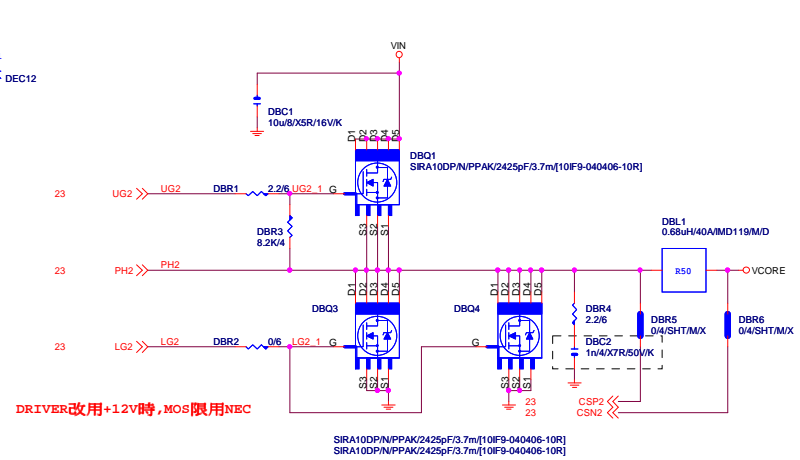 VIN
DEC12
DBC1
10u/8/X5R/16V/K
D1
D2
D3
D4
D5
DBQ1
SIRA10DP/N/PPAK/2425pF/3.7m/[10IF9-040406-10R]
23
UG2
UG2
DBR1
2.2/6
UG2_1
G
S3
S2
S1
DBR3
8.2K/4
DBL1
0.68uH/40A/IMD119/M/D
23
PH2
PH2
R50
VCORE
D1
D2
D3
D4
D5
D1
D2
D3
D4
D5
DBQ3
DBQ4
DBR4
2.2/6
DBR5
0/4/SHT/M/X
DBR6
0/4/SHT/M/X
23
LG2
LG2
DBR2
0/6
LG2_1
G
G
DBC2
1n/4/X7R/50V/K
S3
S2
S1
S3
S2
S1
DRIVER改用+12V時,MOS限用NEC
23
CSP2
23
CSN2
SIRA10DP/N/PPAK/2425pF/3.7m/[10IF9-040406-10R]
SIRA10DP/N/PPAK/2425pF/3.7m/[10IF9-040406-10R]